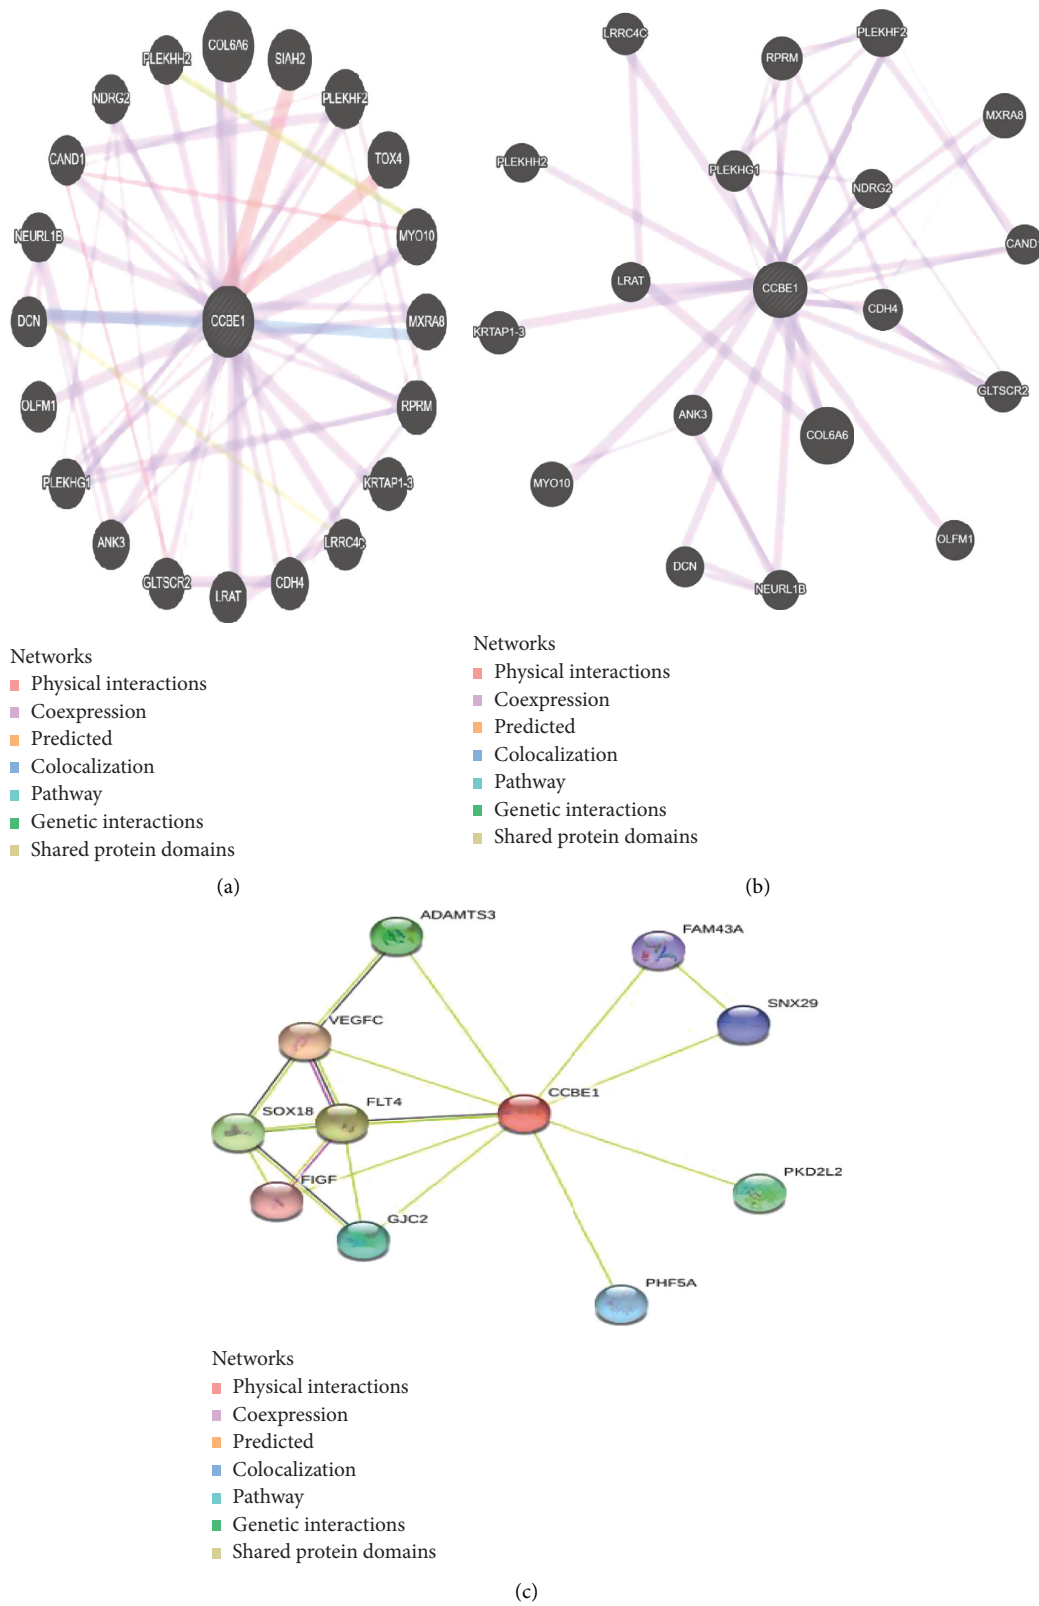 COL6A6
SIAH2
PLEKHH2
PLEKHF2
NDRG2
TOX4
CAND1
MYO10
NEURL1B
DCN
CCBE1
MXRA8
OLFM1
RPRM
PLEKHG1
KRTAP1-3
ANK3
LRRC4C
GLTSCR2
LRAT
CDH4
Networks
Physical interactions
Coexpression
Predicted
Colocalization
Pathway
Genetic interactions
Shared protein domains
(a)
LRRC4C
PLEKHF2
RPRM
MXRA8
PLEKHH2
PLEKHG1
NDRG2
CAND1
LRAT
CCBE1
CDH4
KRTAP1-3
GLTSCR2
ANK3
COL6A6
MYO10
OLFM1
DCN
NEURL1B
Networks
Physical interactions
Coexpression
Predicted
Colocalization
Pathway
Genetic interactions
Shared protein domains
(b)
ADAMTS3
FAM43A
SNX29
VEGFC
CCBE1
FLT4
SOX18
PKD2L2
FIGF
GJC2
PHF5A
Networks
Physical interactions
Coexpression
Predicted
Colocalization
Pathway
Genetic interactions
Shared protein domains
(c)